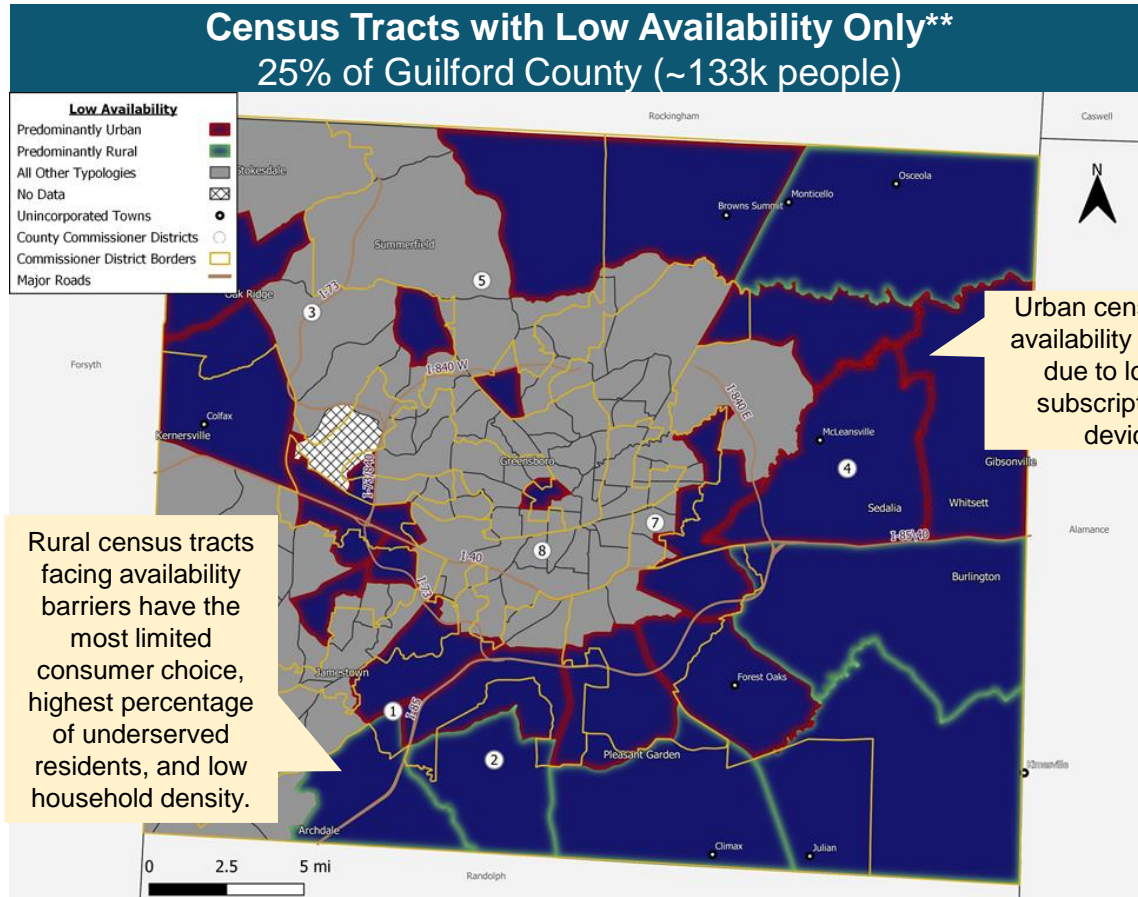 Census Tracts with Low Availability Only**
25% of Guilford County (~133k people)
Low Availability
Predominantly Urban
Predominantly Rural
All Other Typologies
No Data
Unincorporated Towns
County Commissioner Districts
Commissioner District Borders
Major Roads
Rockingham
Caswell
N
Stokesdale
Osceola
Monticello
Browns Summit
Summerfield
5
Oak Ridge
I-73
3
Forsyth
I-840 W
I-840 E
Urban cens
availability
due to lo
subscript
devic
Colfax
Kernersville
McLeansville
Greensboro
4
Gibsonville
I-73/840
Sedalia
Whitsett
7
Alamance
I-85\40
8
I-40
Burlington
I-73
Rural census tracts
facing availability
barriers have the
most limited
consumer choice,
highest percentage
of underserved
residents, and low
household density.
Jamestown
Forest Oaks
1
I-85
2
Pleasant Garden
Kimesville
Archdale
Climax
Julian
0 2.5 5 mi
Randolph